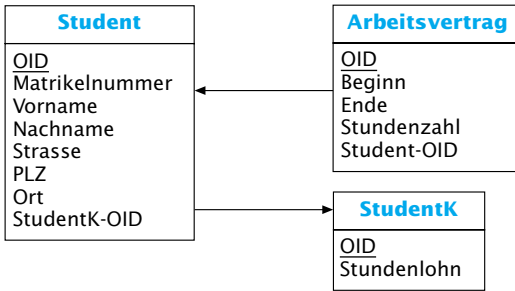 Student
OID
Matrikelnummer
Vorname
Nachname
Strasse
PLZ
Ort
StudentK-OID
Arbeitsvertrag
OID
Beginn
Ende
Stundenzahl
Student-OID
StudentK
OID
Stundenlohn